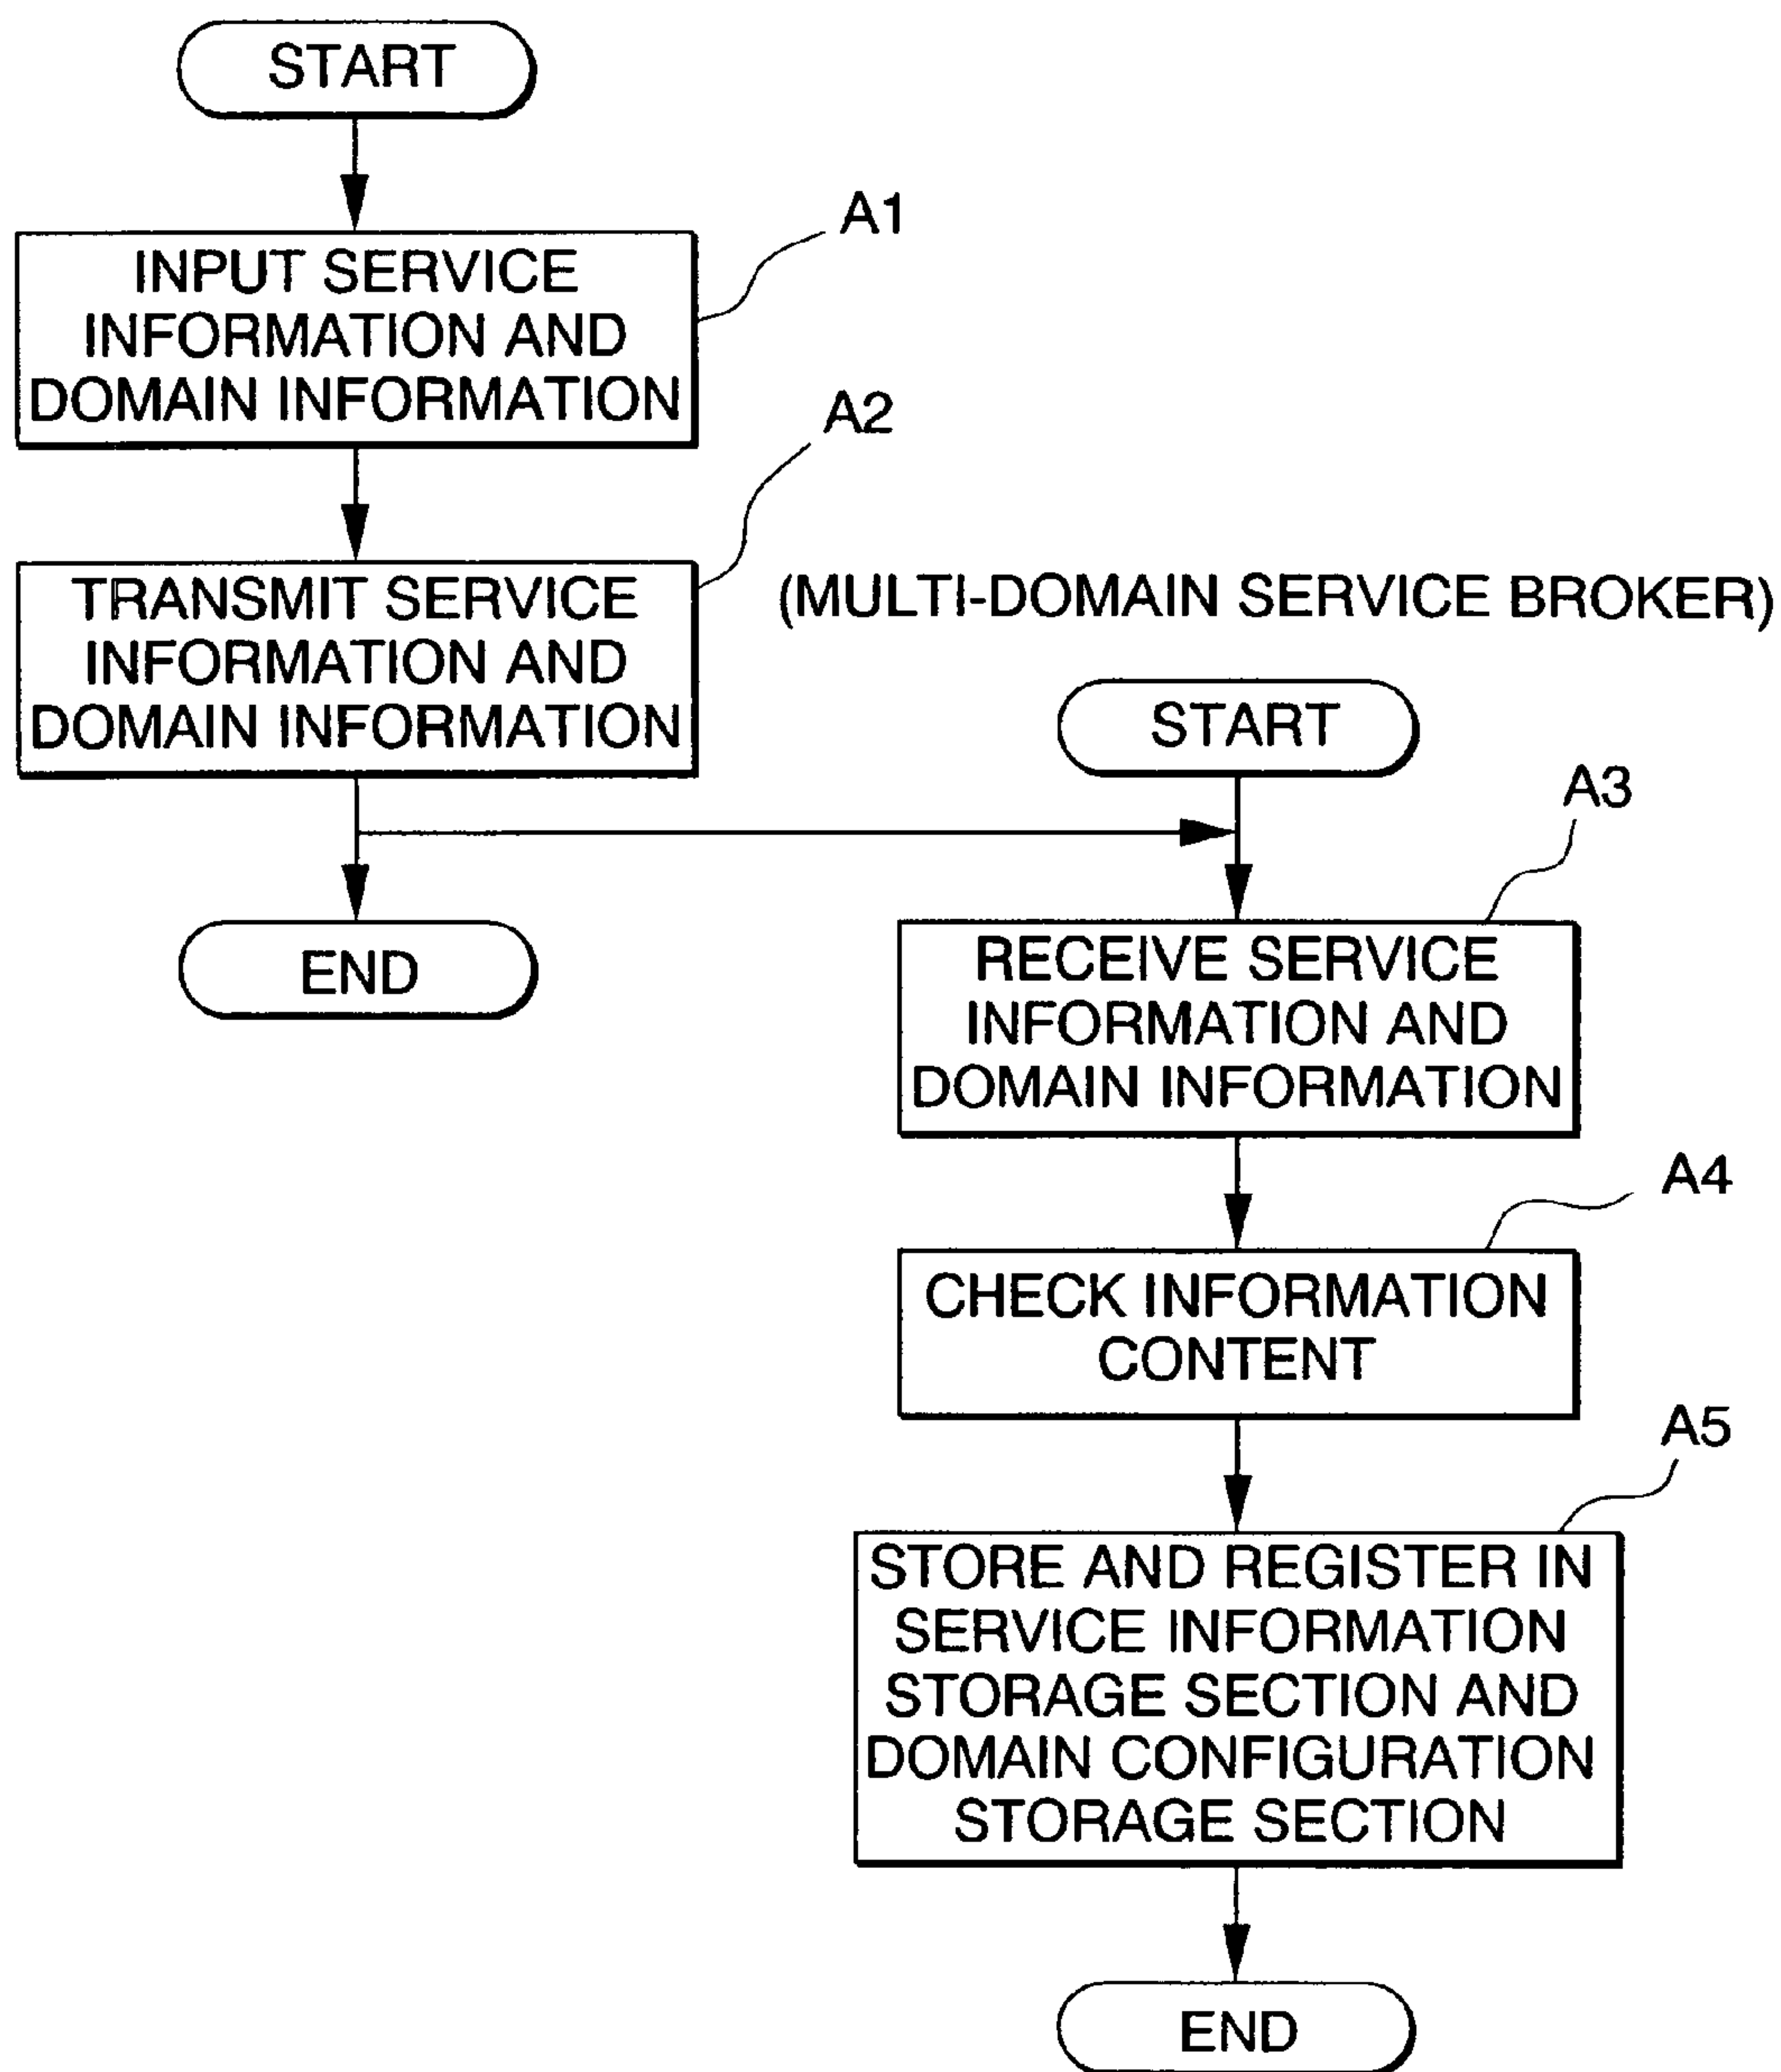 START
A1
INPUT SERVICE
INFORMATION AND
DOMAIN INFORMATION
A2
TRANSMIT SERVICE
INFORMATION AND
DOMAIN INFORMATION
END
(MULTI-DOMAIN SERVICE BROKER)
START
A3
RECEIVE SERVICE
INFORMATION AND
DOMAIN INFORMATION
A4
CHECK INFORMATION
CONTENT
A5
STORE AND REGISTER IN
SERVICE INFORMATION
STORAGE SECTION AND
DOMAIN CONFIGURATION
STORAGE SECTION
END